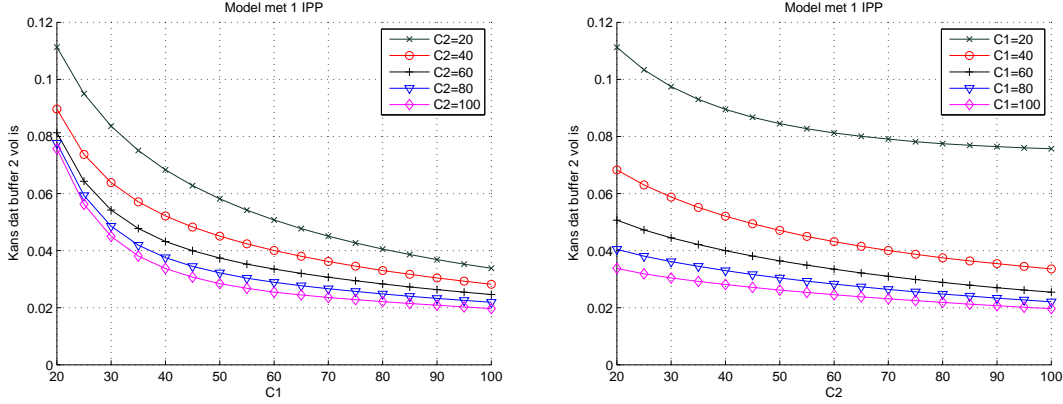 Model met 1 IPP
Kans dat buffer 2 vol is
0.12
0.1
0.08
0.06
0.04
0.02
0
20 30 40 50 60 70 80 90 100
C1
C2=20
C2=40
C2=60
C2=80
C2=100
Model met 1 IPP
Kans dat buffer 2 vol is
0.12
0.1
0.08
0.06
0.04
0.02
0
20 30 40 50 60 70 80 90 100
C2
C1=20
C1=40
C1=60
C1=80
C1=100